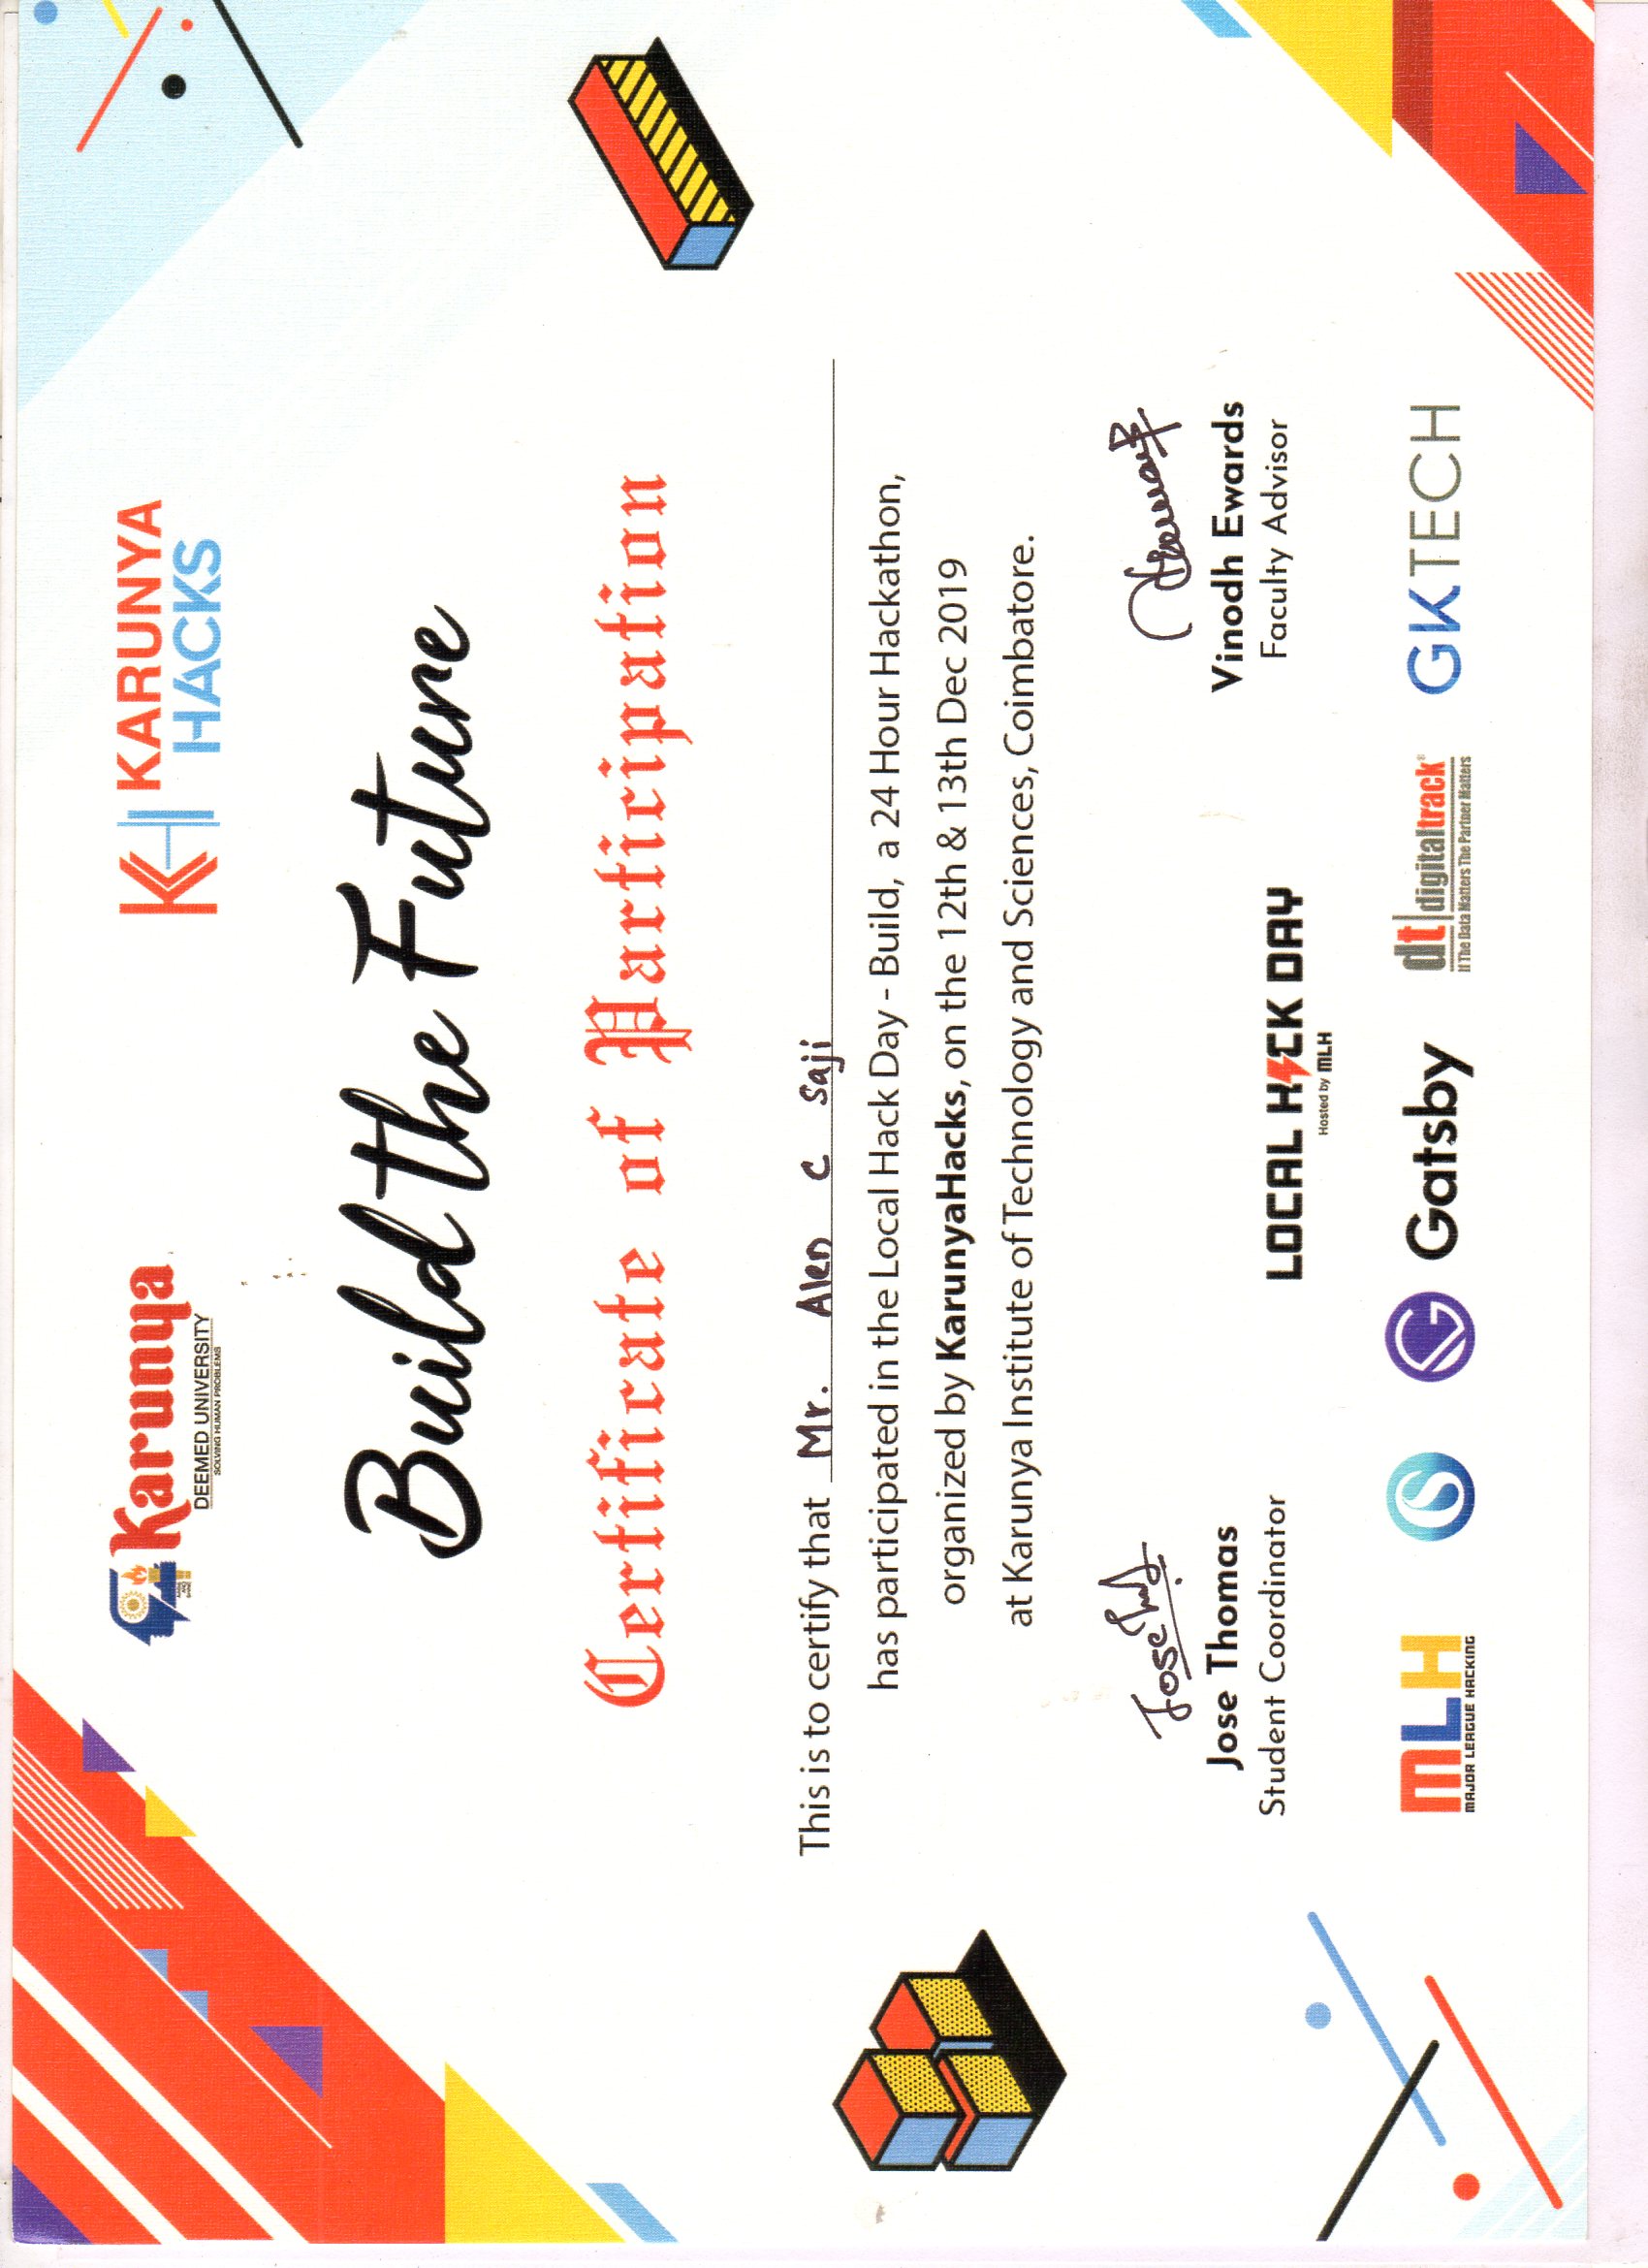 Karunya
ARISE AND SHINE
DEEMED UNIVERSITY
SOLVING HUMAN PROBLEMS
KH KARUNYA
HACKS
Build the Future
Certificate of Participation
This is to certify that Mr. Alen C Saji
has participated in the Local Hack Day - Build, a 24 Hour Hackathon,
organized by KarunyaHacks, on the 12th & 13th Dec 2019
at Karunya Institute of Technology and Sciences, Coimbatore.
Jose Thomas
Student Coordinator
Vinodh Ewards
Faculty Advisor
LOCAL HACK DAY
Hosted by MLH
MLH
MAJOR LEAGUE HACKING
Gatsby
dt digitaltrack
If The Data Matters The Partner Matters
GKTECH